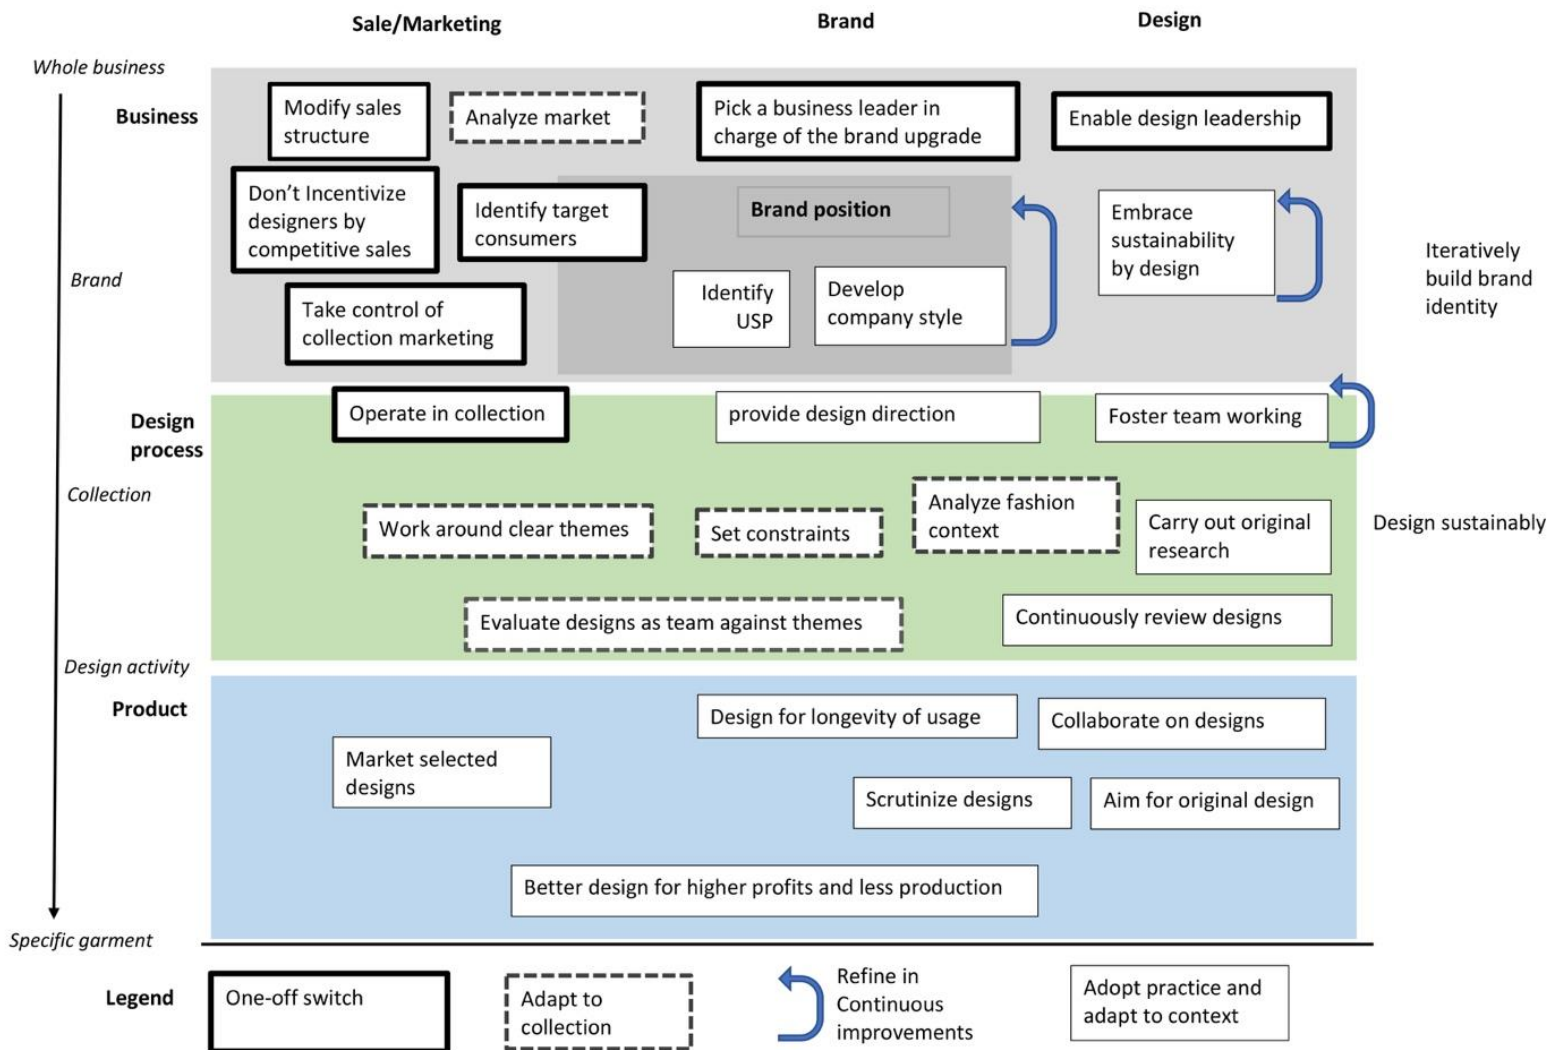 Sale/Marketing
Brand
Design
Whole business
Business
Modify sales
structure
Analyze market
Pick a business leader in
charge of the brand upgrade
Enable design leadership
Don’t Incentivize
designers by
competitive sales
Identify target
consumers
Brand position
Embrace
sustainability
by design
Iteratively
build brand
identity
Brand
Take control of
collection marketing
Identify
USP
Develop
company style
Design
process
Operate in collection
provide design direction
Foster team working
Collection
Work around clear themes
Set constraints
Analyze fashion
context
Carry out original
research
Design sustainably
Evaluate designs as team against themes
Continuously review designs
Design activity
Product
Design for longevity of usage
Collaborate on designs
Market selected
designs
Scrutinize designs
Aim for original design
Better design for higher profits and less production
Specific garment
Legend
One-off switch
Adapt to
collection
Refine in
Continuous
improvements
Adopt practice and
adapt to context